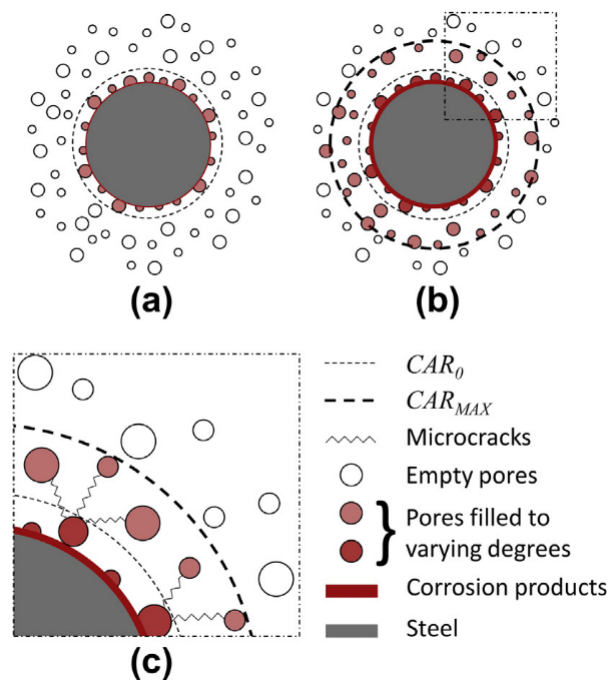 (a)
(b)
CAR0
CARMAX
Microcracks
Empty pores
Pores filled to
varying degrees
Corrosion products
Steel
(c)